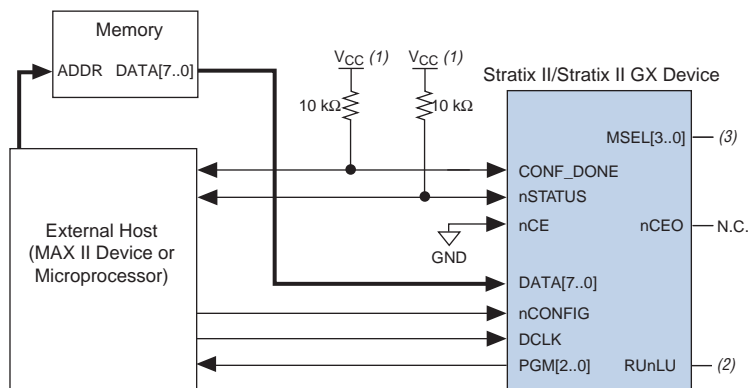 Memory
ADDR DATA[7..0]
VCC (1) VCC (1)
10 kΩ 10 kΩ
Stratix II/Stratix II GX Device
MSEL[3..0] (3)
CONF_DONE
nSTATUS
nCE nCEO N.C.
GND
External Host
(MAX II Device or
Microprocessor)
DATA[7..0]
nCONFIG
DCLK
PGM[2..0] RUnLU (2)